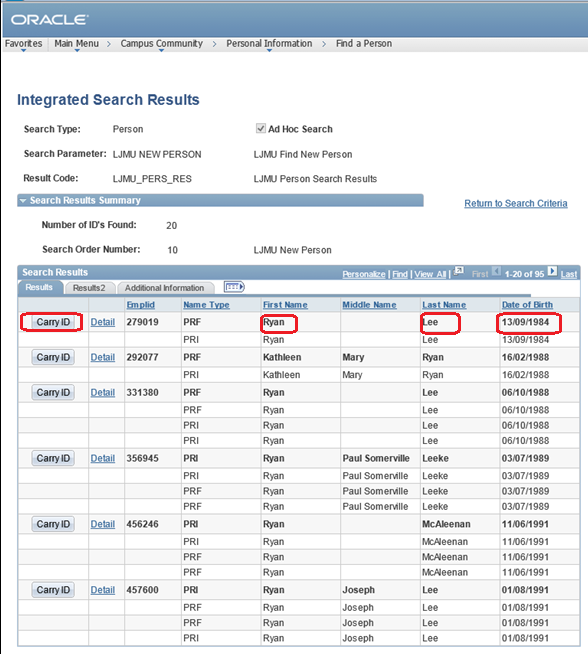 ORACLE
Favorites Main Menu > Campus Community > Personal Information > Find a Person
Integrated Search Results
Search Type: Person Ad Hoc Search
Search Parameter: LJMU NEW PERSON LJMU Find New Person
Result Code: LJMU_PERS_RES LJMU Person Search Results
Search Results Summary Return to Search Criteria
Number of ID's Found: 20
Search Order Number: 10 LJMU New Person
Search Results Personalize | Find | View All | First 1-20 of 95 Last
Results Results2 Additional Information
Emplid Name Type First Name Middle Name Last Name Date of Birth
Carry ID Detail 279019 PRF Ryan Lee 13/09/1984
PRI Ryan Lee 13/09/1984
Carry ID Detail 292077 PRF Kathleen Mary Ryan 16/02/1988
PRI Kathleen Mary Ryan 16/02/1988
Carry ID Detail 331380 PRF Ryan Lee 06/10/1988
PRF Ryan Lee 06/10/1988
PRI Ryan Lee 06/10/1988
PRI Ryan Lee 06/10/1988
Carry ID Detail 356945 PRI Ryan Paul Somerville Leeke 03/07/1989
PRI Ryan Paul Somerville Leeke 03/07/1989
PRF Ryan Paul Somerville Leeke 03/07/1989
PRF Ryan Paul Somerville Leeke 03/07/1989
Carry ID Detail 456246 PRI Ryan McAleenan 11/06/1991
PRI Ryan McAleenan 11/06/1991
PRF Ryan McAleenan 11/06/1991
PRF Ryan McAleenan 11/06/1991
Carry ID Detail 457600 PRI Ryan Joseph Lee 01/08/1991
PRF Ryan Joseph Lee 01/08/1991
PRF Ryan Joseph Lee 01/08/1991
PRI Ryan Joseph Lee 01/08/1991